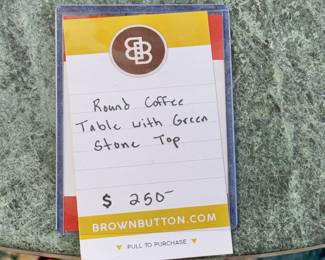 BB
Round Coffee
Table with Green
Stone Top
$ 250-
BROWNBUTTON.COM
PULL TO PURCHASE